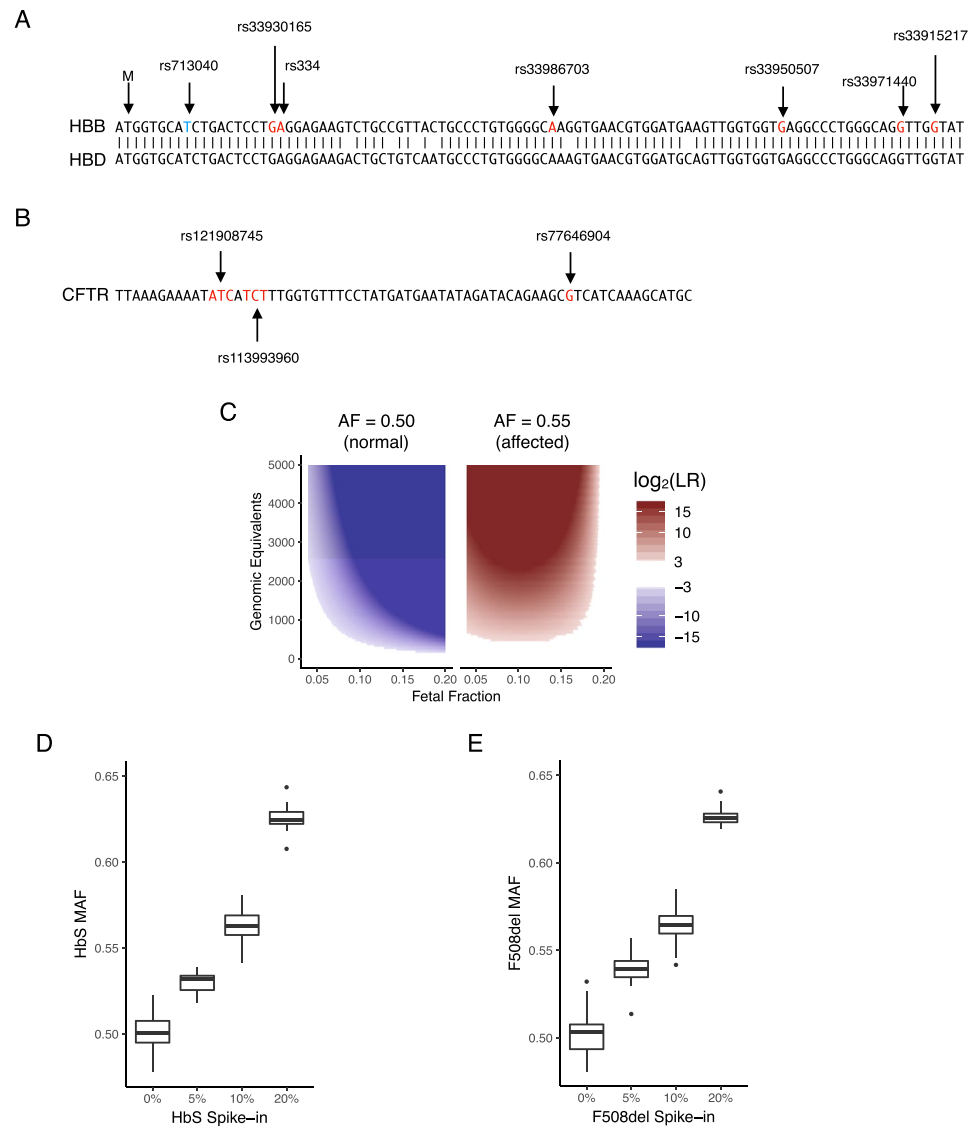 A
rs33930165
rs33915217
M
rs713040
rs334
rs33986703
rs33950507
rs33971440
HBB ATGGTGCATCTGACTCCTGAGGAGAAGTCTGCCGTTACTGCCCTGTGGGGCAAGGTGAACGTGGATGAAGTTGGTGGTGAGGCCCTGGGCAGGTTGGTAT
HBD ATGGTGCATCTGACTCCTGAGGAGAAGACTGCTGTCAATGCCCTGTGGGGCAAAGTGAACGTGGATGCAGTTGGTGGTGAGGCCCTGGGCAGGTTGGTAT
B
rs121908745
rs77646904
CFTR TTAAAGAAAATATCATCTTTGGTGTTTCCTATGATGAATATAGATACAGAAGCGTCATCAAAGCATGC
rs113993960
C
AF = 0.50
(normal)
AF = 0.55
(affected)
log₂(LR)
15
10
3
−3
−10
−15
Genomic Equivalents
5000
4000
3000
2000
1000
0
0.05 0.10 0.15 0.20
0.05 0.10 0.15 0.20
Fetal Fraction
D
HbS MAF
0.65
0.60
0.55
0.50
0% 5% 10% 20%
HbS Spike−in
E
F508del MAF
0.65
0.60
0.55
0.50
0% 5% 10% 20%
F508del Spike−in